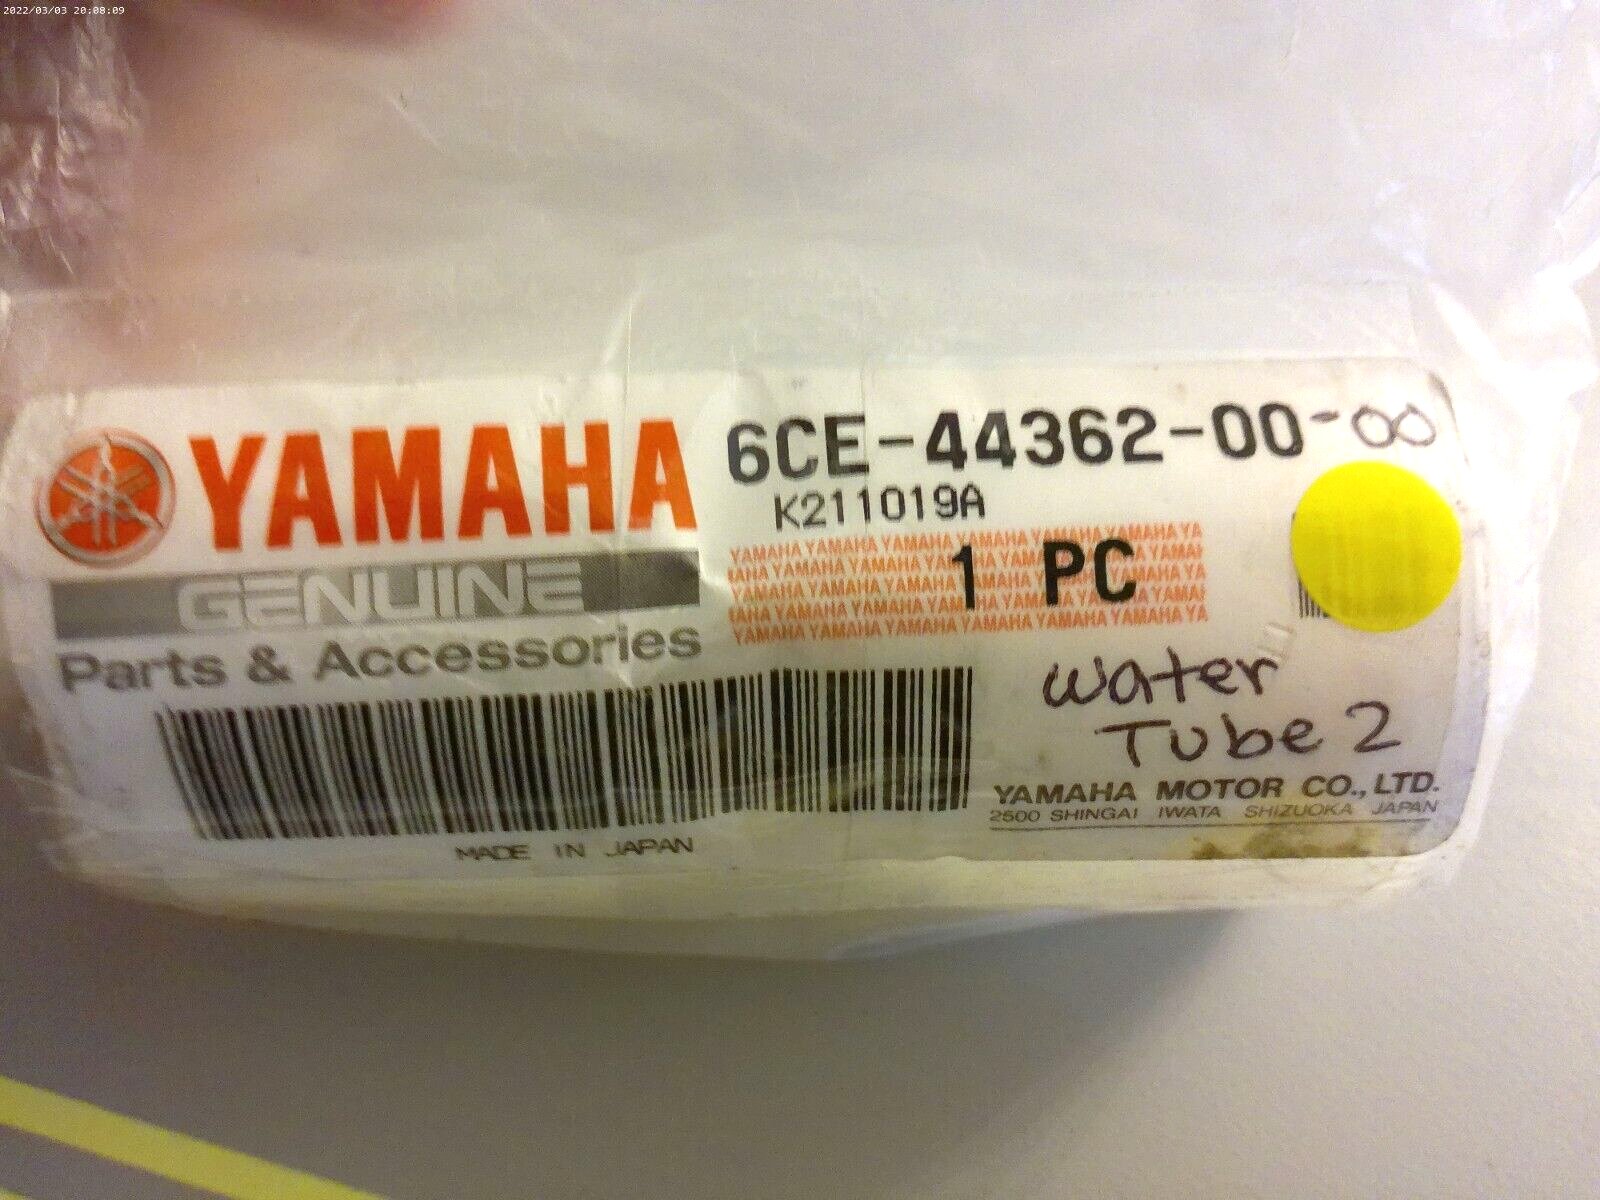 2022/03/03 20:08:09
YAMAHA
GENUINE
Parts & Accessories
6CE-44362-00-00
K211019A
YAMAHA YAMAHA YAMAHA YAMAHA YAMAHA YAMAHA YA
1 PC
Water
Tube 2
YAMAHA MOTOR CO., LTD.
2500 SHINGAI IWATA SHIZUOKA JAPAN
MADE IN JAPAN